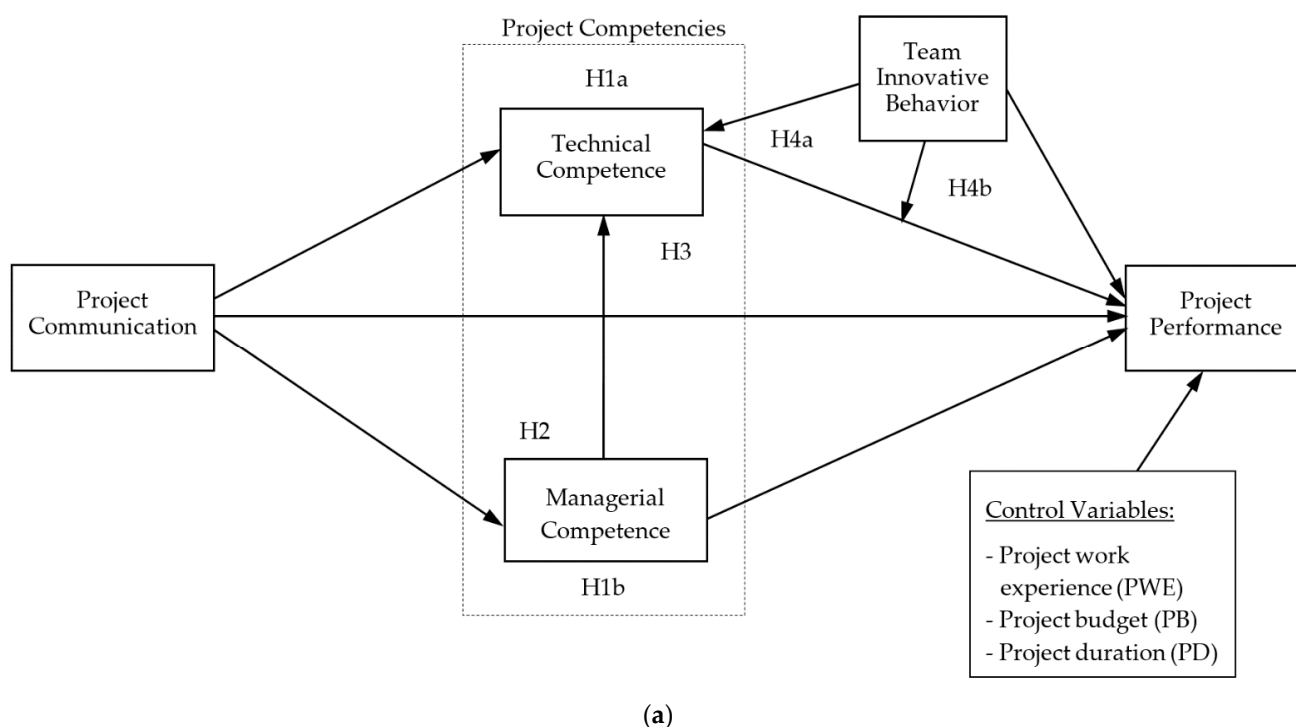 Project Competencies
H1a
Team
Innovative
Behavior
Technical
Competence
H4a
H4b
H3
Project
Communication
Project
Performance
H2
Managerial
Competence
H1b
Control Variables:
- Project work
experience (PWE)
- Project budget (PB)
- Project duration (PD)
(a)